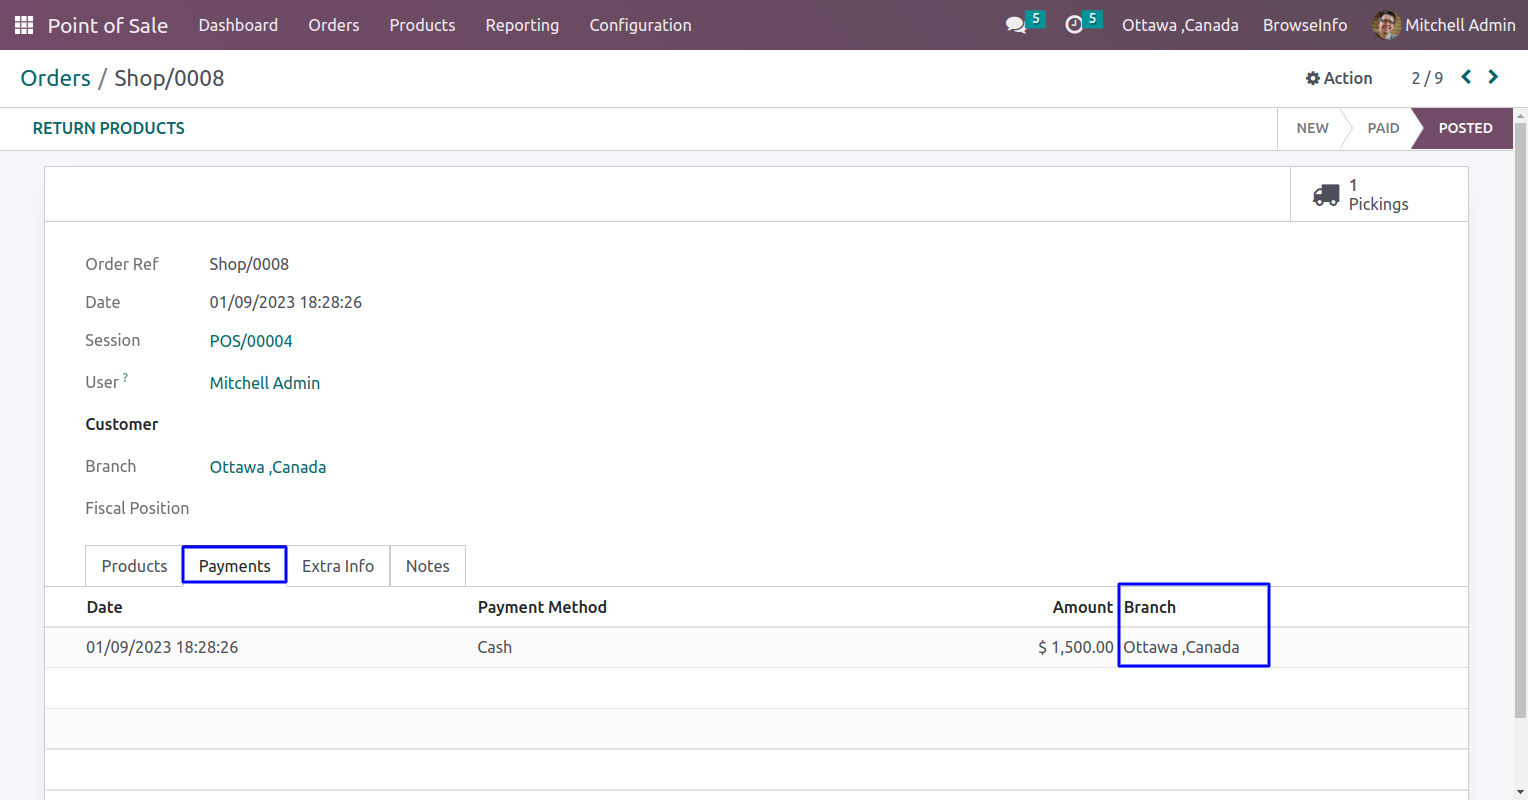 Point of Sale Dashboard Orders Products Reporting Configuration 5 5 Ottawa ,Canada BrowseInfo Mitchell Admin
Orders / Shop/0008 Action 2 / 9
RETURN PRODUCTS NEW PAID POSTED
1
Pickings
Order Ref Shop/0008
Date 01/09/2023 18:28:26
Session POS/00004
User ? Mitchell Admin
Customer
Branch Ottawa ,Canada
Fiscal Position
Products Payments Extra Info Notes
Date Payment Method Amount Branch
01/09/2023 18:28:26 Cash $ 1,500.00 Ottawa ,Canada